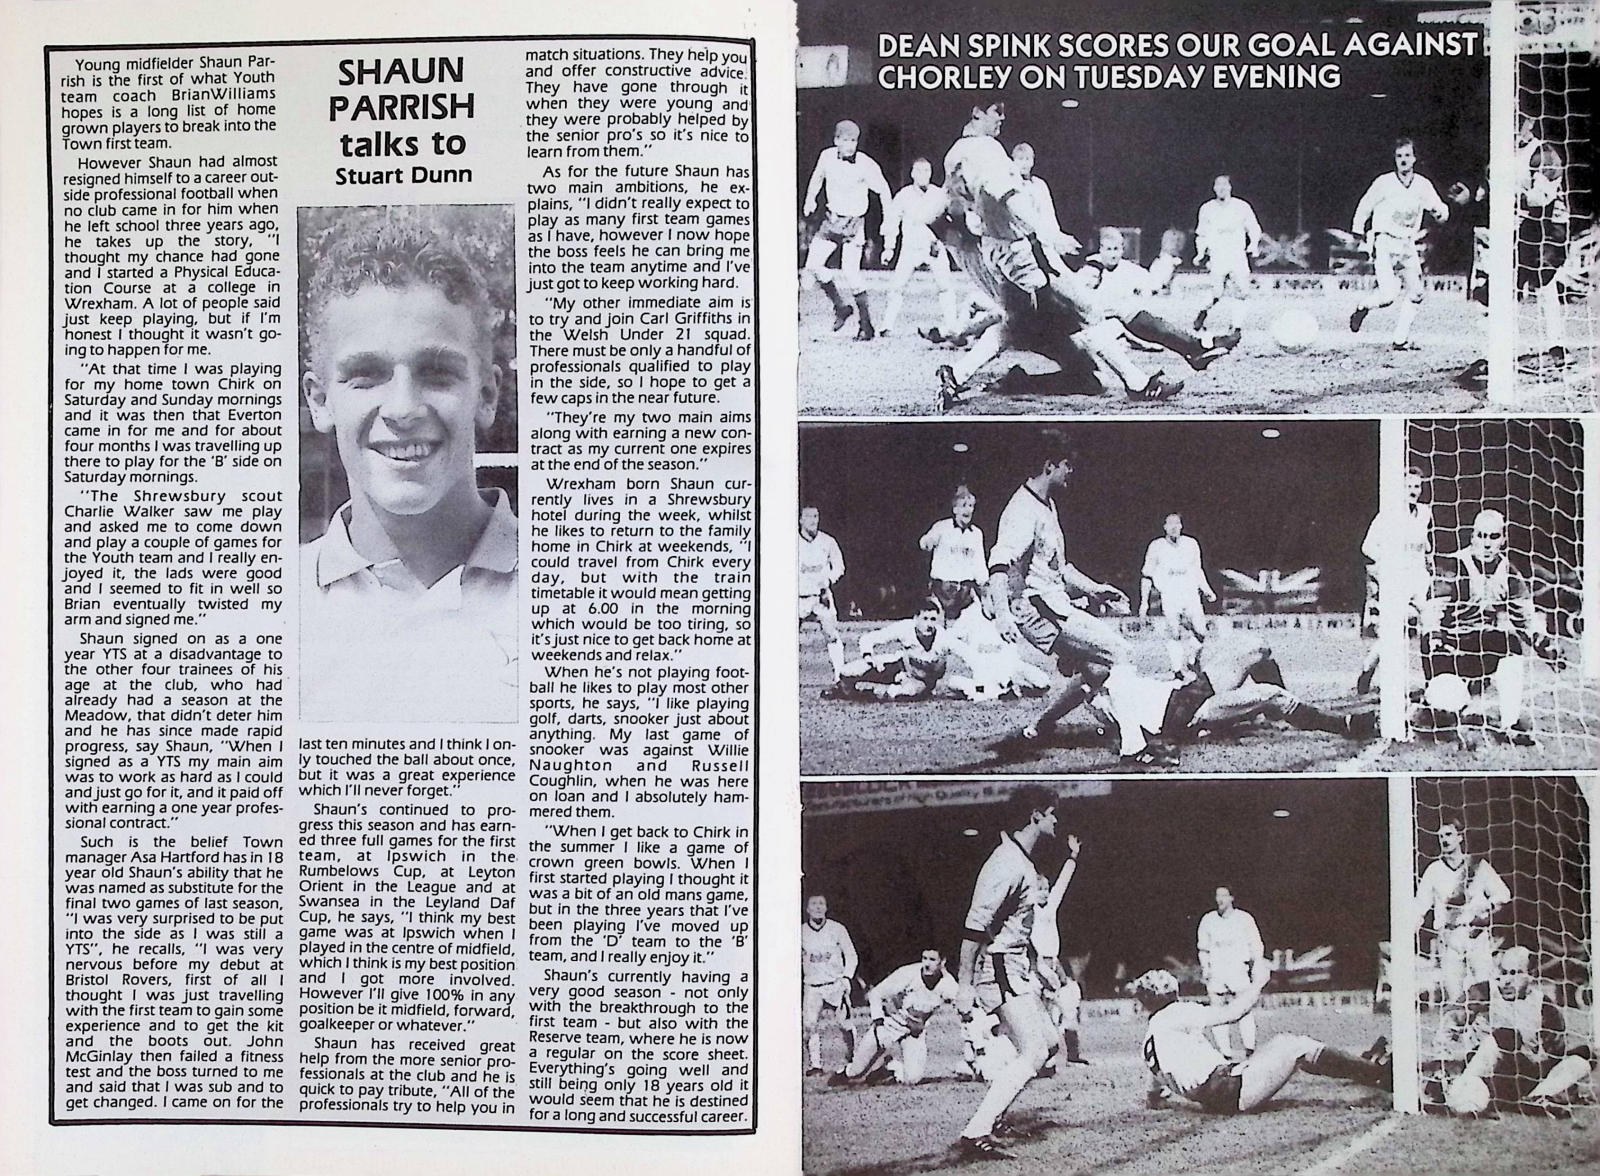 Young midfielder Shaun Par-
rish is the first of what Youth
team coach BrianWilliams
hopes is a long list of home
grown players to break into the
Town first team.
However Shaun had almost
resigned himself to a career out-
side professional football when
no club came in for him when
he left school three years ago,
he takes up the story, "I
thought my chance had gone
and I started a Physical Educa-
tion Course at a college in
Wrexham. A lot of people said
just keep playing, but if I'm
honest I thought it wasn't go-
ing to happen for me.
"At that time I was playing
for my home town Chirk on
Saturday and Sunday mornings
and it was then that Everton
came in for me and for about
four months I was travelling up
there to play for the 'B' side on
Saturday mornings.
"The Shrewsbury scout
Charlie Walker saw me play
and asked me to come down
and play a couple of games for
the Youth team and I really en-
joyed it, the lads were good
and I seemed to fit in well so
Brian eventually twisted my
arm and signed me."
Shaun signed on as a one
year YTS at a disadvantage to
the other four trainees of his
age at the club, who had
already had a season at the
Meadow, that didn't deter him
and he has since made rapid
progress, say Shaun, "When I
signed as a YTS my main aim
was to work as hard as I could
and just go for it, and it paid off
with earning a one year profes-
sional contract."
Such is the belief Town
manager Asa Hartford has in 18
year old Shaun's ability that he
was named as substitute for the
final two games of last season,
"I was very surprised to be put
into the side as I was still a
YTS", he recalls, "I was very
nervous before my debut at
Bristol Rovers, first of all I
thought I was just travelling
with the first team to gain some
experience and to get the kit
and the boots out. John
McGinlay then failed a fitness
test and the boss turned to me
and said that I was sub and to
get changed. I came on for the
SHAUN
PARRISH
talks to
Stuart Dunn
last ten minutes and I think I on-
ly touched the ball about once,
but it was a great experience
which I'll never forget."
Shaun's continued to pro-
gress this season and has earn-
ed three full games for the first
team, at Ipswich in the
Rumbelows Cup, at Leyton
Orient in the League and at
Swansea in the Leyland Daf
Cup, he says, "I think my best
game was at Ipswich when I
played in the centre of midfield,
which I think is my best position
and I got more involved.
However I'll give 100% in any
position be it midfield, forward,
goalkeeper or whatever."
Shaun has received great
help from the more senior pro-
fessionals at the club and he is
quick to pay tribute, "All of the
professionals try to help you in
match situations. They help you
and offer constructive advice.
They have gone through it
when they were young and
they were probably helped by
the senior pro's so it's nice to
learn from them."
As for the future Shaun has
two main ambitions, he ex-
plains, "I didn't really expect to
play as many first team games
as I have, however I now hope
the boss feels he can bring me
into the team anytime and I've
just got to keep working hard.
"My other immediate aim is
to try and join Carl Griffiths in
the Welsh Under 21 squad.
There must be only a handful of
professionals qualified to play
in the side, so I hope to get a
few caps in the near future.
"They're my two main aims
along with earning a new con-
tract as my current one expires
at the end of the season."
Wrexham born Shaun cur-
rently lives in a Shrewsbury
hotel during the week, whilst
he likes to return to the family
home in Chirk at weekends, "I
could travel from Chirk every
day, but with the train
timetable it would mean getting
up at 6.00 in the morning
which would be too tiring, so
it's just nice to get back home at
weekends and relax."
When he's not playing foot-
ball he likes to play most other
sports, he says, "I like playing
golf, darts, snooker just about
anything. My last game of
snooker was against Willie
Naughton and Russell
Coughlin, when he was here
on loan and I absolutely ham-
mered them.
"When I get back to Chirk in
the summer I like a game of
crown green bowls. When I
first started playing I thought it
was a bit of an old mans game,
but in the three years that I've
been playing I've moved up
from the 'D' team to the 'B'
team, and I really enjoy it."
Shaun's currently having a
very good season - not only
with the breakthrough to the
first team - but also with the
Reserve team, where he is now
a regular on the score sheet.
Everything's going well and
still being only 18 years old it
would seem that he is destined
for a long and successful career.
DEAN SPINK SCORES OUR GOAL AGAINST
CHORLEY ON TUESDAY EVENING
WILLIAM A LEWIS
WILLIAM A LEWIS
WILLIAM A LEWIS